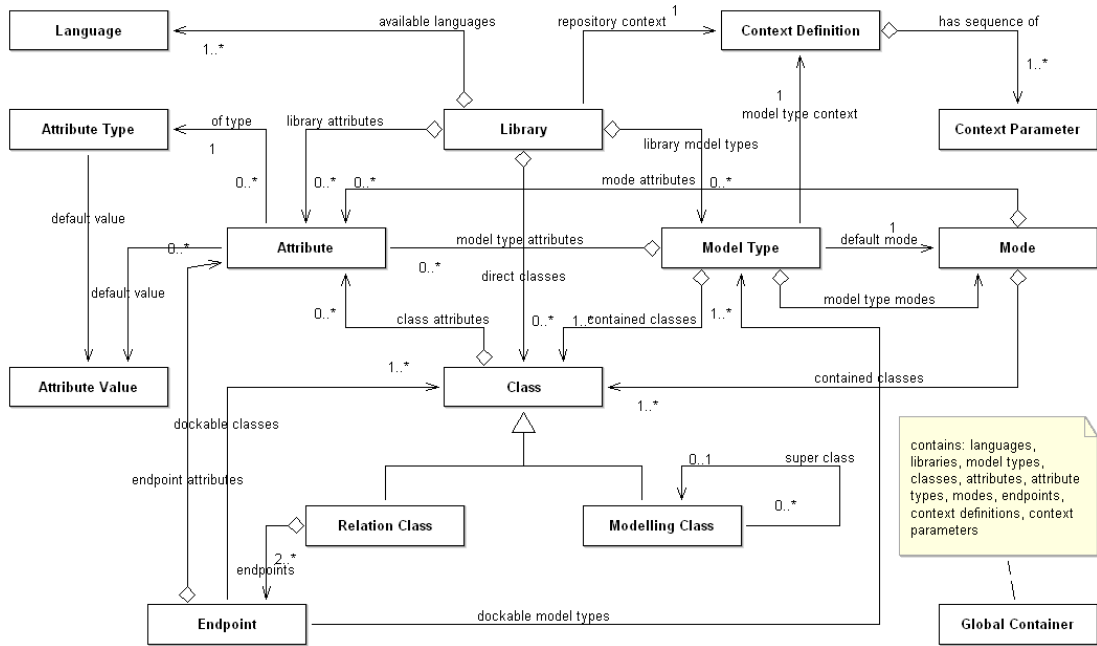 available languages
repository context
1
has sequence of
Language
Context Definition
1..*
1..*
1
model type context
of type
library attributes
Attribute Type
Library
Context Parameter
1
library model types
0..*
0..*
0..*
mode attributes
0..*
default value
Attribute
model type attributes
Model Type
1
default mode
Mode
0..*
0..*
direct classes
default value
model type modes
0..*
class attributes
0..*
1..*
contained classes
1..*
1..*
Attribute Value
Class
contained classes
1..*
dockable classes
contains: languages,
libraries, model types,
classes, attributes, attribute
types, modes, endpoints,
context definitions, context
parameters
0..1
super class
endpoint attributes
Relation Class
Modelling Class
0..*
2..*
endpoints
dockable model types
Endpoint
Global Container